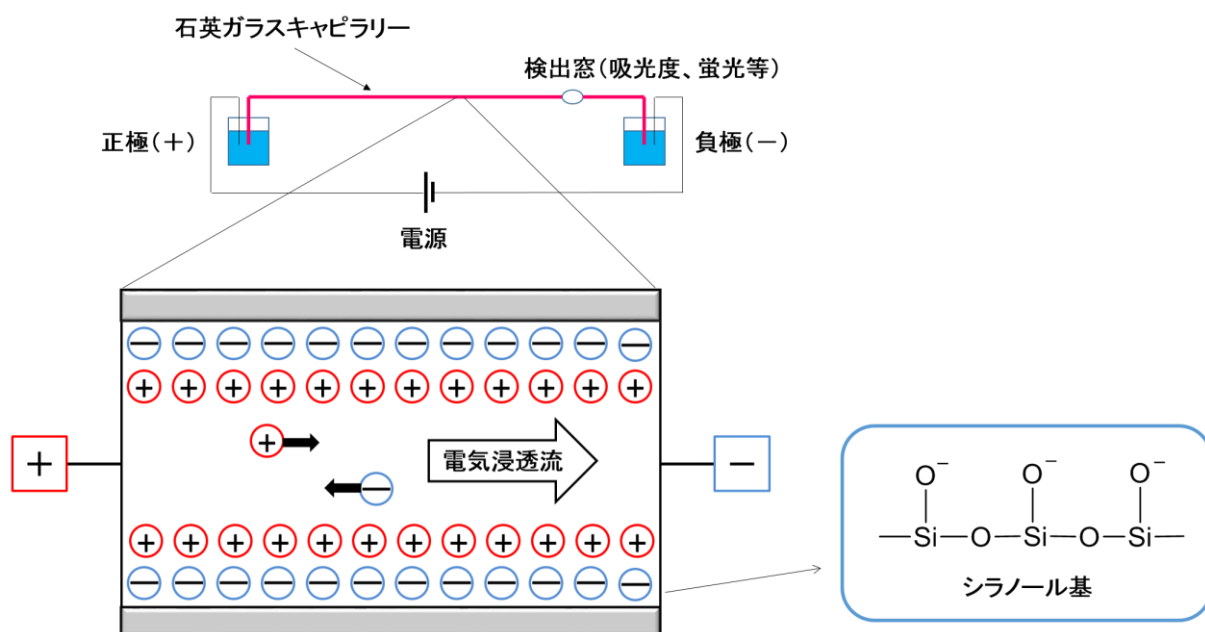 石英ガラスキャピラリー
検出窓(吸光度、蛍光等)
正極(+)
負極(-)
電源
- - - - - - - - - - - -
+ + + + + + + + + + + +
+
+
電気浸透流
-
-
+ + + + + + + + + + + +
- - - - - - - - - - - -
O⁻ O⁻ O⁻
Si O Si O Si
シラノール基